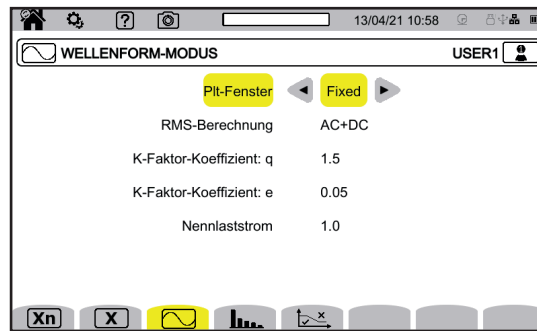 ? 13/04/21 10:58
WELLENFORM-MODUS USER1
Plt-Fenster Fixed
RMS-Berechnung AC+DC
K-Faktor-Koeffizient: q 1.5
K-Faktor-Koeffizient: e 0.05
Nennlaststrom 1.0
Xn X